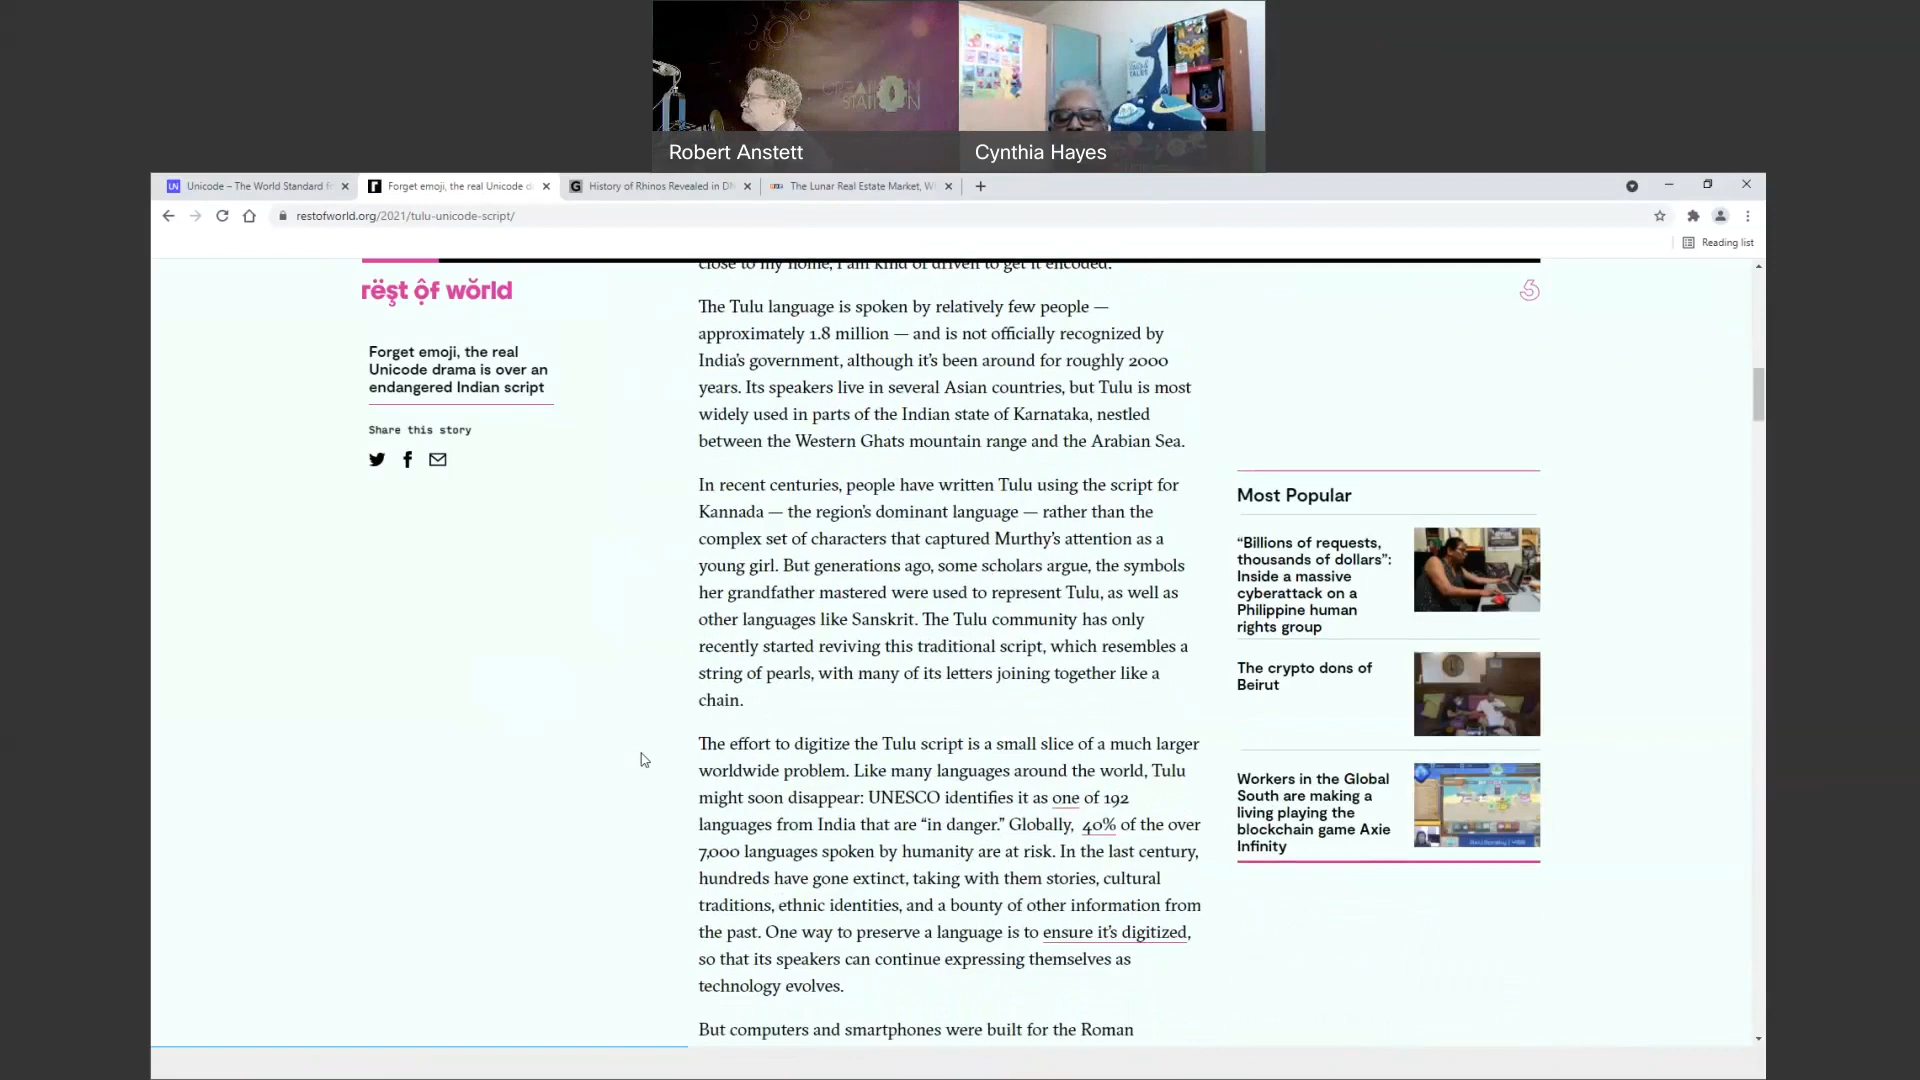 CREATION
STATION
Robert Anstett
Cynthia Hayes
Unicode – The World Standard f
Forget emoji, the real Unicode d
History of Rhinos Revealed in DN
The Lunar Real Estate Market, W
restofworld.org/2021/tulu-unicode-script/
Reading list
rëşt ộf wŏrld
Forget emoji, the real
Unicode drama is over an
endangered Indian script
Share this story
close to my home, I am kind of driven to get it encoded.
The Tulu language is spoken by relatively few people —
approximately 1.8 million — and is not officially recognized by
India’s government, although it’s been around for roughly 2000
years. Its speakers live in several Asian countries, but Tulu is most
widely used in parts of the Indian state of Karnataka, nestled
between the Western Ghats mountain range and the Arabian Sea.
In recent centuries, people have written Tulu using the script for
Kannada — the region’s dominant language — rather than the
complex set of characters that captured Murthy’s attention as a
young girl. But generations ago, some scholars argue, the symbols
her grandfather mastered were used to represent Tulu, as well as
other languages like Sanskrit. The Tulu community has only
recently started reviving this traditional script, which resembles a
string of pearls, with many of its letters joining together like a
chain.
The effort to digitize the Tulu script is a small slice of a much larger
worldwide problem. Like many languages around the world, Tulu
might soon disappear: UNESCO identifies it as one of 192
languages from India that are “in danger.” Globally, 40% of the over
7,000 languages spoken by humanity are at risk. In the last century,
hundreds have gone extinct, taking with them stories, cultural
traditions, ethnic identities, and a bounty of other information from
the past. One way to preserve a language is to ensure it’s digitized,
so that its speakers can continue expressing themselves as
technology evolves.
But computers and smartphones were built for the Roman
Most Popular
“Billions of requests,
thousands of dollars”:
Inside a massive
cyberattack on a
Philippine human
rights group
The crypto dons of
Beirut
Workers in the Global
South are making a
living playing the
blockchain game Axie
Infinity